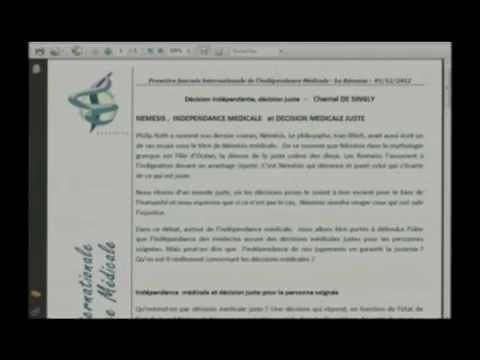 Première Journée Internationale de l'Indépendance Médicale - La Réunion - 01/12/2012
Décision indépendante, décision juste - Chantal DE SINGLY
NEMESIS . INDEPENDANCE MEDICALE et DECISION MEDICALE JUSTE
Philip Roth a nommé son dernier roman, Némésis. Le philosophe, Ivan Illitch, avait aussi écrit un
de ses essais sous le titre de Némésis médicale. On se souvient que Némésis dans la mythologie
grecque est fille d'Océan, la déesse de la juste colère des dieux. Les Romains l'associent à
l'indignation devant un avantage injuste. C'est Némésis qui dénonce et punit celui qui s'écarte
de ce qui est juste.
Nous rêvons d'un monde juste, où les décisions prises le soient à bon escient pour le bien de
l'humanité et nous espérons que si ce n'est pas le cas, Némésis viendra venger ceux qui ont subi
l'injustice.
Dans ce débat, autour de l'indépendance médicale, nous allons être portés à défendre l'idée
que l'indépendance des médecins assure des décisions médicales justes pour les personnes
soignées. Mais peut-on dire que l'indépendance de nos jugements en garantit la justesse ?
Qu'en est-il réellement concernant les décisions médicales ?
Indépendance médicale et décision juste pour la personne soignée
Qu'entend-on par décision médicale juste ? Une décision qui répond, en fonction de l'état de
ternationale
e Médicale